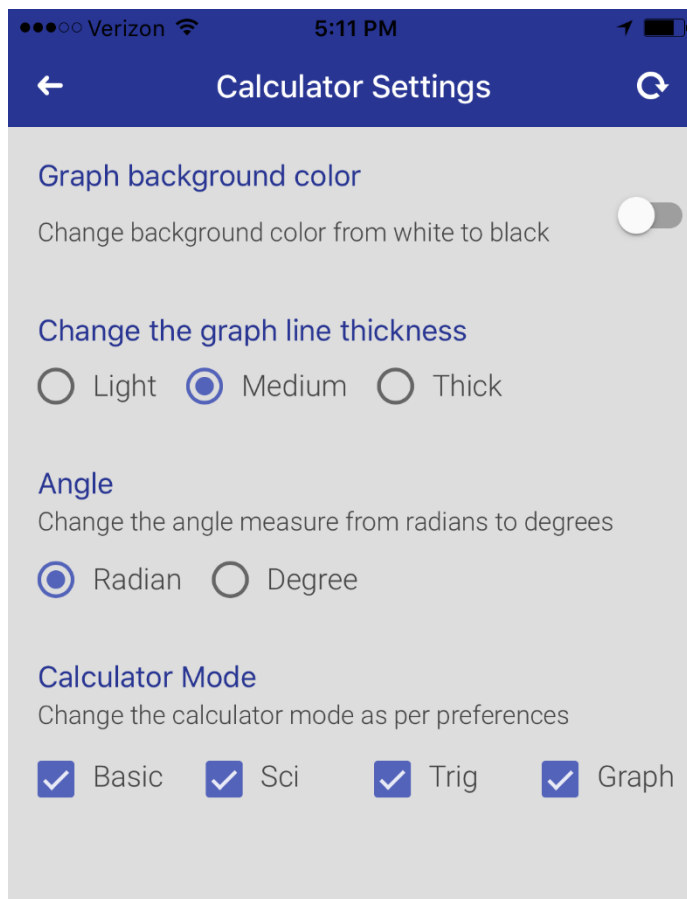 Verizon 5:11 PM
Calculator Settings
Graph background color
Change background color from white to black
Change the graph line thickness
Light Medium Thick
Angle
Change the angle measure from radians to degrees
Radian Degree
Calculator Mode
Change the calculator mode as per preferences
Basic Sci Trig Graph